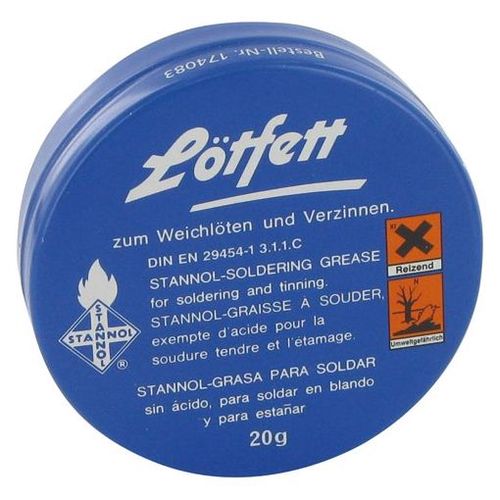 Bestell-Nr. 174083
Lötfett
zum Weichlöten und Verzinnen.
DIN EN 29454-1 3.1.1.C
STANNOL-SOLDERING GREASE
for soldering and tinning.
STANNOL-GRAISSE À SOUDER,
exempte d'acide pour la
soudure tendre et l'étamage.
STANNOL-GRASA PARA SOLDAR
sin ácido, para soldar en blando
y para estañar
20g
STANNOL
STANNOL
®
Xi
Reizend
N
Umweltgefährlich